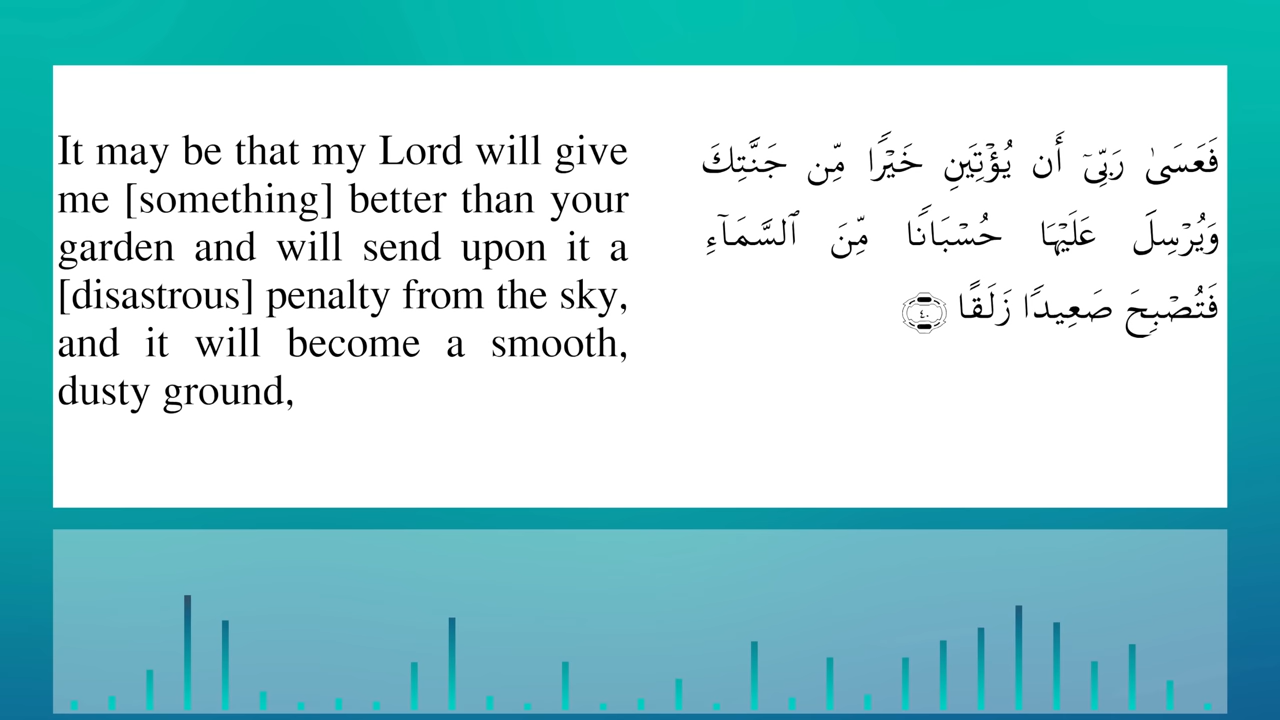 It may be that my Lord will give
me [something] better than your
garden and will send upon it a
[disastrous] penalty from the sky,
and it will become a smooth,
dusty ground,
فَعَسَىٰ رَبِّىٓ أَن يُؤْتِيَنِ خَيْرًا مِّن جَنَّتِكَ
وَيُرْسِلَ عَلَيْهَا حُسْبَانًا مِّنَ ٱلسَّمَآءِ
فَتُصْبِحَ صَعِيدًا زَلَقًا ٤٠